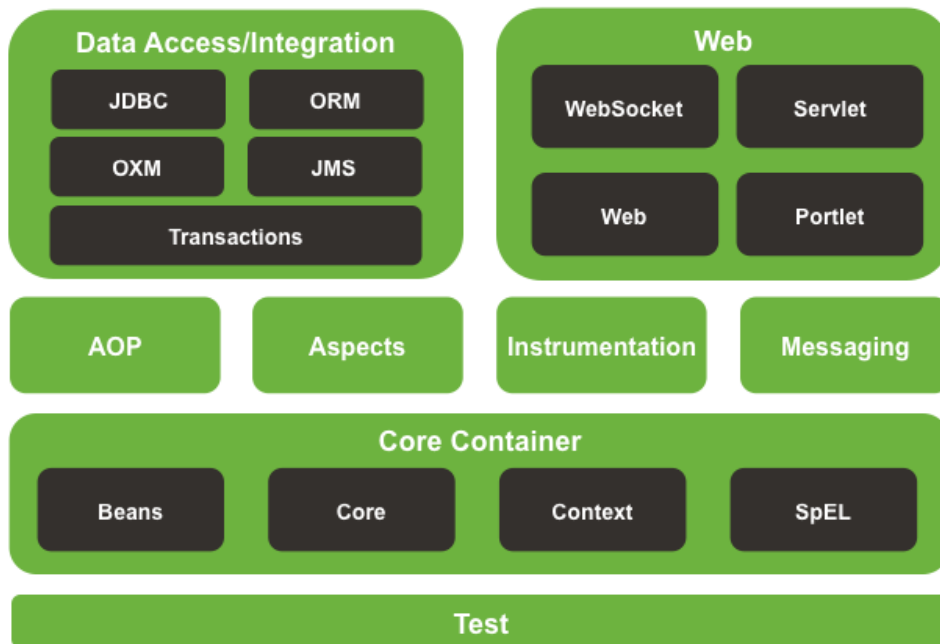 Data Access/Integration
JDBC
ORM
OXM
JMS
Transactions
Web
WebSocket
Servlet
Web
Portlet
AOP
Aspects
Instrumentation
Messaging
Core Container
Beans
Core
Context
SpEL
Test